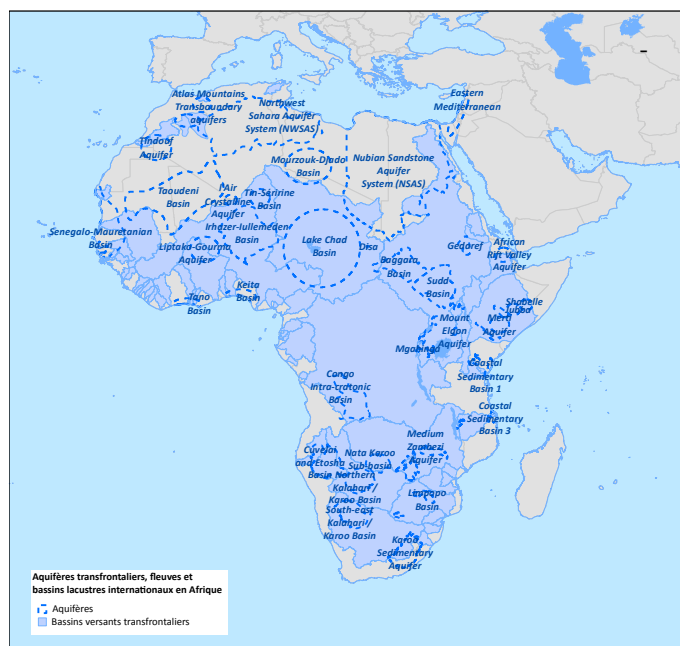 Eastern
Mediterranean
Atlas Mountains
Transboundary
aquifers
Northwest
Sahara Aquifer
System (NWSAS)
Tindouf
Aquifer
Mourzouk-Djado
Basin
Nubian Sandstone
Aquifer
System (NSAS)
Taoudeni
Basin
l'Air
Crystalline
Aquifer
Tin-Seririne
Basin
Irhazer-Iullemeden
Basin
Senegalo-Mauretanian
Basin
Liptako-Gourma
Aquifer
Lake Chad
Basin
Disa
Baggara
Basin
Gedaref
African
Rift Valley
Aquifer
Sudd
Basin
Shabelle
Jubba
Merti
Aquifer
Tano
Basin
Keita
Basin
Mount
Elgon
Aquifer
Mgahinga
Coastal
Sedimentary
Basin 1
Congo
Intra-cratonic
Basin
Coastal
Sedimentary
Basin 3
Medium
Zambezi
Aquifer
Cuvelai
and Etosha
Basin
Nata Karoo
Sub-basin
Northern
Kalahari/
Karoo Basin
South-east
Kalahari/
Karoo Basin
Limpopo
Basin
Karoo
Sedimentary
Aquifer
Aquifères transfrontaliers, fleuves et
bassins lacustres internationaux en Afrique
Aquifères
Bassins versants transfrontaliers